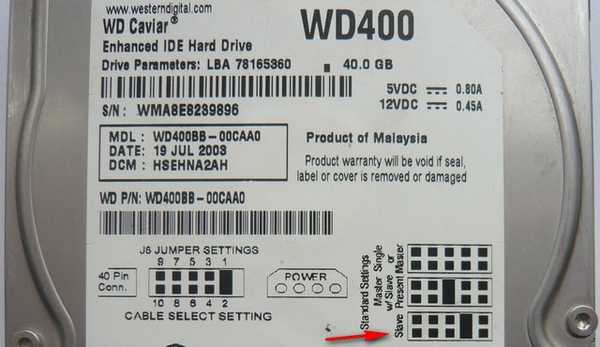 www.westerndigital.com
WD Caviar®
WD400
Enhanced IDE Hard Drive
Drive Parameters: LBA 78165360 . 40.0 GB
5VDC 0.80A
12VDC 0.45A
S/N: WMA8E8239896
MDL: WD400BB-00CAA0
DATE: 19 JUL 2003
DCM: HSEHNA2AH
Product of Malaysia
Product warranty will be void if seal,
label or cover is removed or damaged
WD P/N: WD400BB-00CAA0
J5 JUMPER SETTINGS
9 7 5 3 1
40 Pin
Conn.
10 8 6 4 2
CABLE SELECT SETTING
POWER
Standard Settings
Master Single
w/ Slave or
Slave Present Master